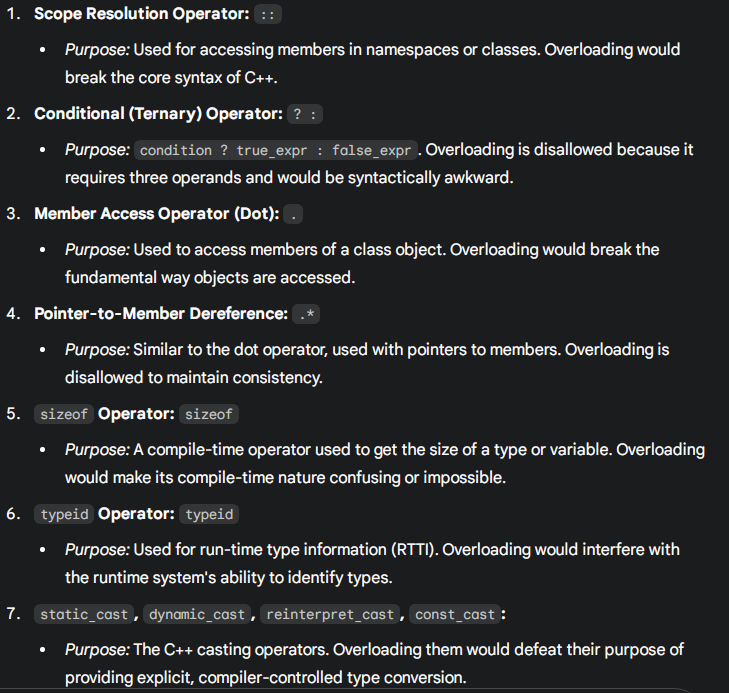 1. Scope Resolution Operator: ::
• Purpose: Used for accessing members in namespaces or classes. Overloading would
break the core syntax of C++.
2. Conditional (Ternary) Operator: ? :
• Purpose: condition ? true_expr : false_expr. Overloading is disallowed because it
requires three operands and would be syntactically awkward.
3. Member Access Operator (Dot): .
• Purpose: Used to access members of a class object. Overloading would break the
fundamental way objects are accessed.
4. Pointer-to-Member Dereference: .*
• Purpose: Similar to the dot operator, used with pointers to members. Overloading is
disallowed to maintain consistency.
5. sizeof Operator: sizeof
• Purpose: A compile-time operator used to get the size of a type or variable. Overloading
would make its compile-time nature confusing or impossible.
6. typeid Operator: typeid
• Purpose: Used for run-time type information (RTTI). Overloading would interfere with
the runtime system's ability to identify types.
7. static_cast, dynamic_cast, reinterpret_cast, const_cast:
• Purpose: The C++ casting operators. Overloading them would defeat their purpose of
providing explicit, compiler-controlled type conversion.